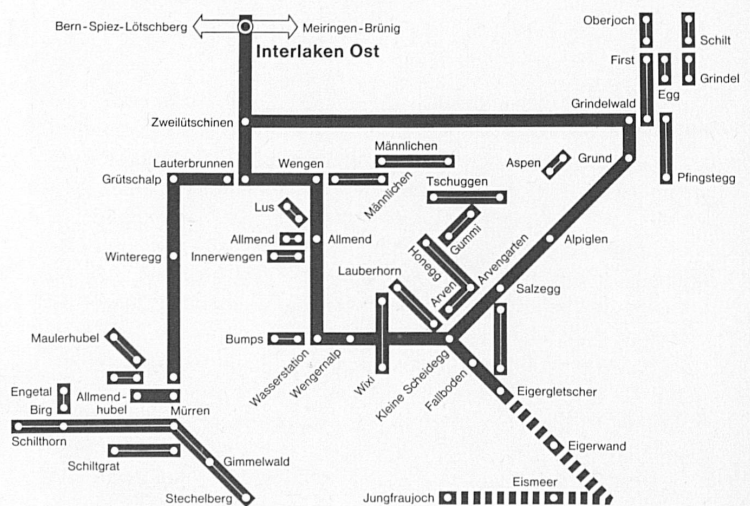 Bern-Spiez-Lötschberg
Meiringen-Brünig
Interlaken Ost
Oberjoch
Schilt
First
Egg
Grindel
Grindelwald
Zweilütschinen
Lauterbrunnen
Wengen
Männlichen
Männlichen
Aspen
Grund
Pfingstegg
Grütschalp
Tschuggen
Lus
Gummi
Allmend
Allmend
Honegg
Arvengarten
Alpiglen
Winteregg
Innerwengen
Lauberhorn
Arven
Salzegg
Maulerhubel
Bumps
Wasserstation
Wengernalp
Wixi
Kleine Scheidegg
Fallboden
Eigergletscher
Engetal
Birg
Allmend-
hubel
Mürren
Schilthorn
Schiltgrat
Gimmelwald
Eigerwand
Stechelberg
Jungfraujoch
Eismeer